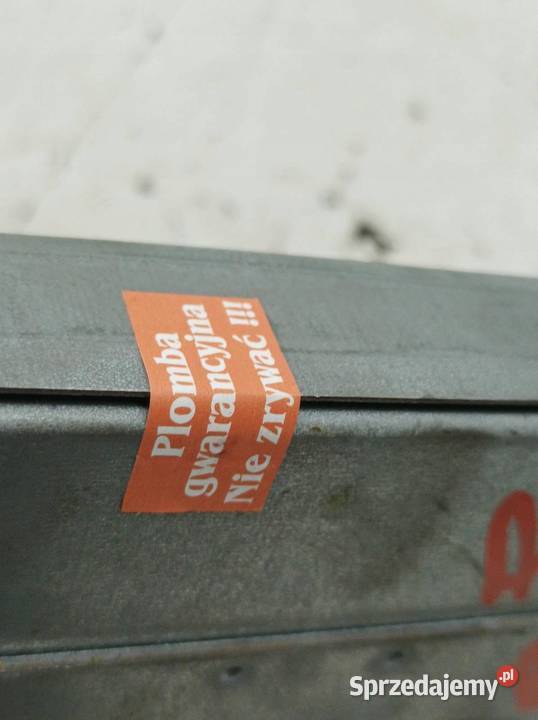 Plomba
gwarancyjna
Nie zrywać !!!
Sprzedajemy.pl